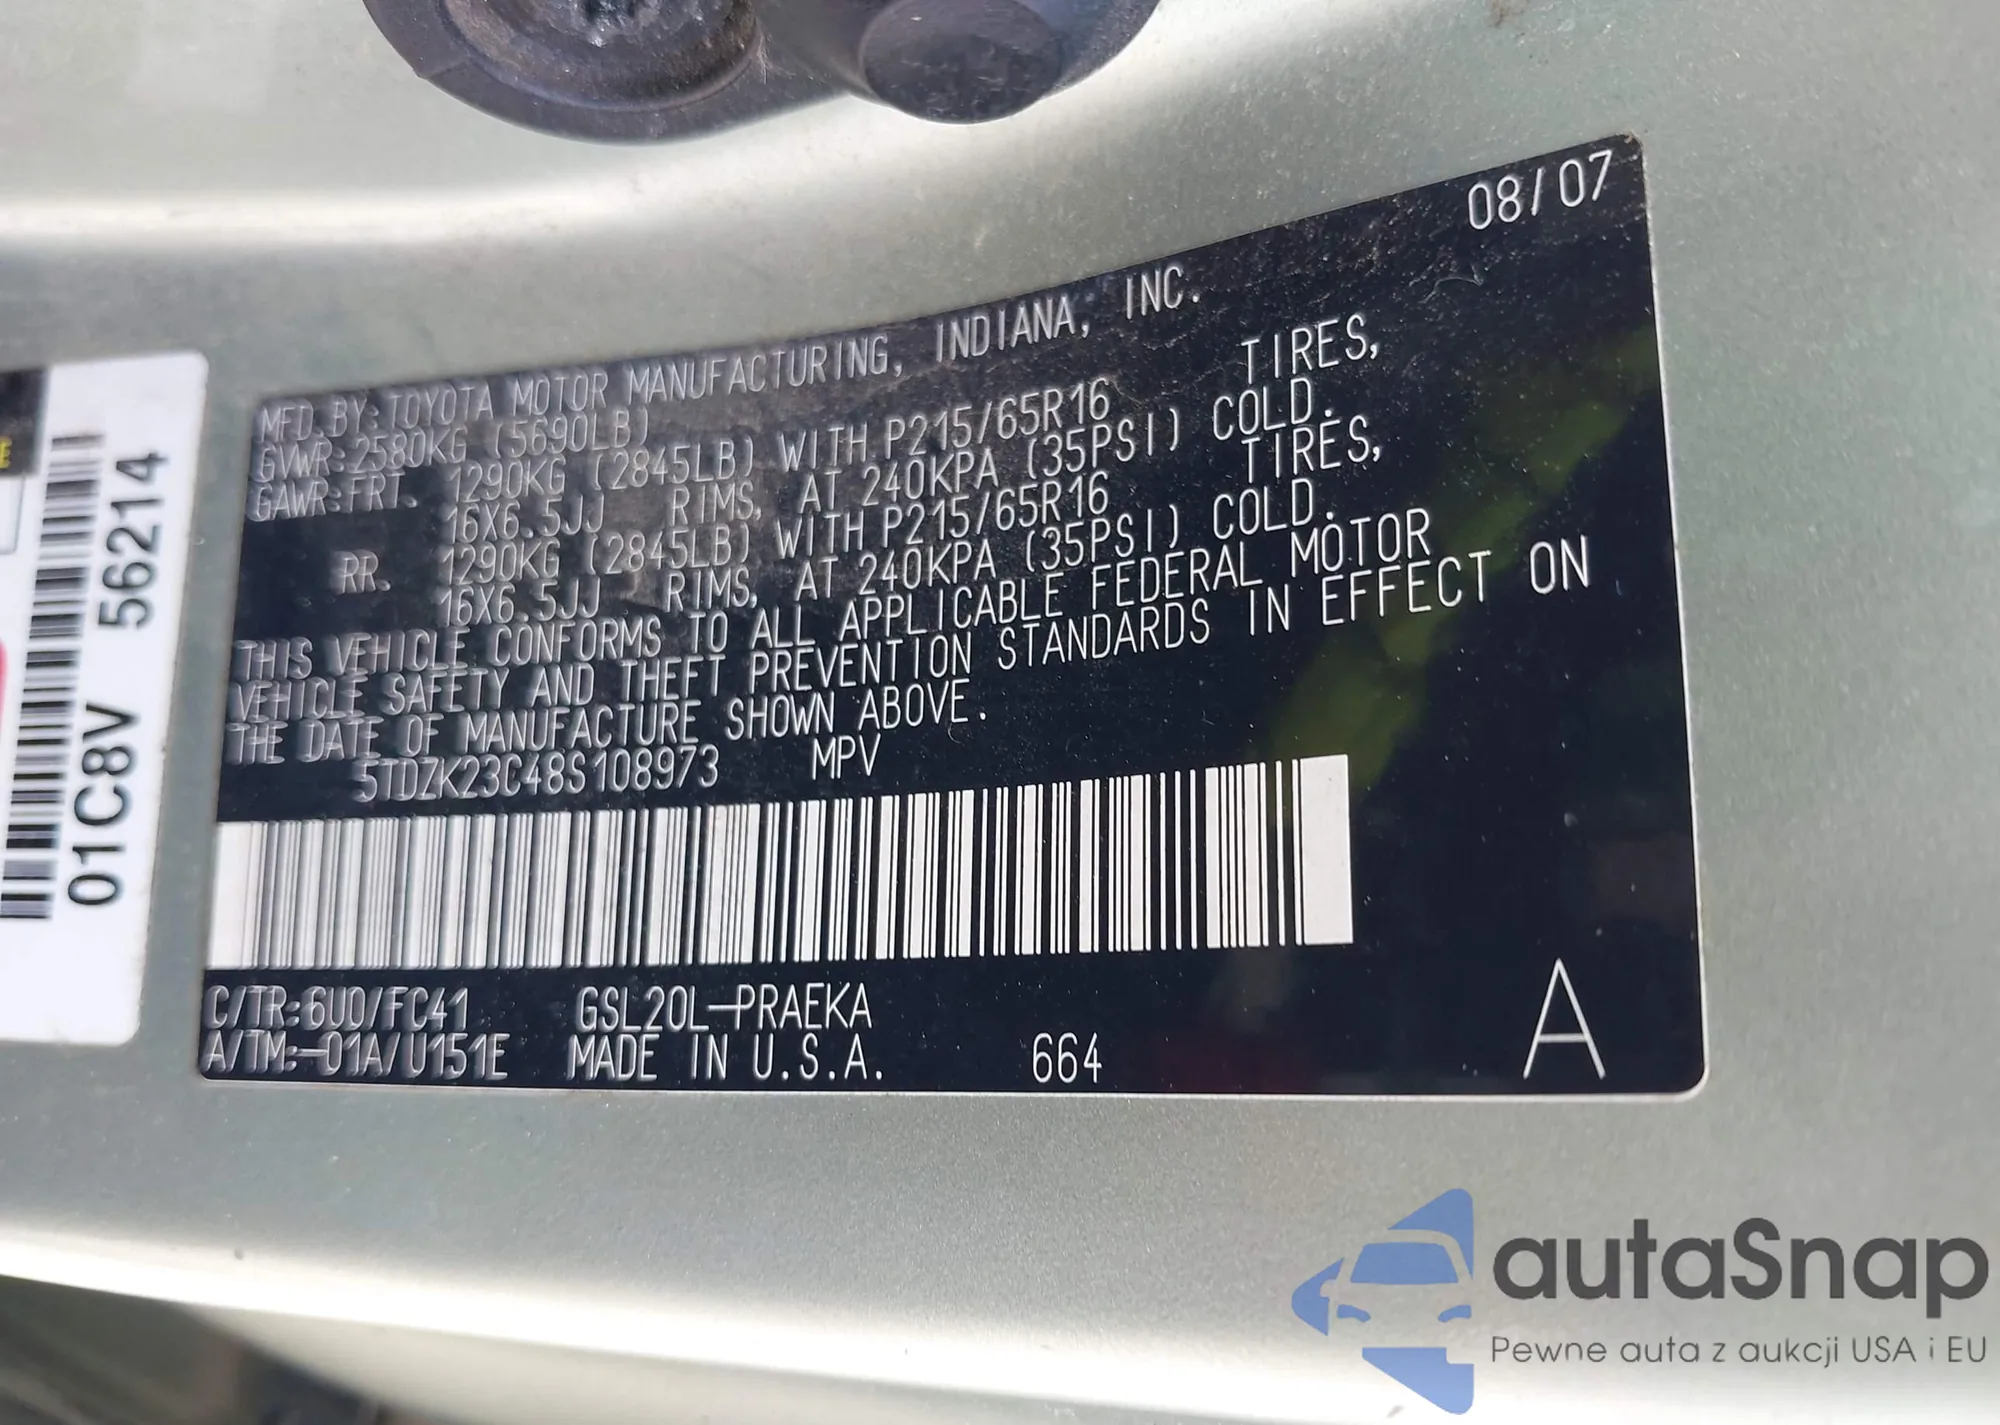 08/07
MFD.BY:TOYOTA MOTOR MANUFACTURING, INDIANA, INC.
GVWR:2580KG (5690LB)
GAWR:FRT. 1290KG (2845LB) WITH P215/65R16 TIRES,
16X6.5JJ RIMS, AT 240KPA (35PSI) COLD.
RR. 1290KG (2845LB) WITH P215/65R16 TIRES,
16X6.5JJ RIMS, AT 240KPA (35PSI) COLD.
THIS VEHICLE CONFORMS TO ALL APPLICABLE FEDERAL MOTOR
VEHICLE SAFETY AND THEFT PREVENTION STANDARDS IN EFFECT ON
THE DATE OF MANUFACTURE SHOWN ABOVE.
5TDZK23C48S108973 MPV
C/TR:6U0/FC41 GSL20L-PRAEKA
A/TM:-01A/U151E MADE IN U.S.A. 664 A
01C8V 56214
E
autaSnap
Pewne auta z aukcji USA i EU